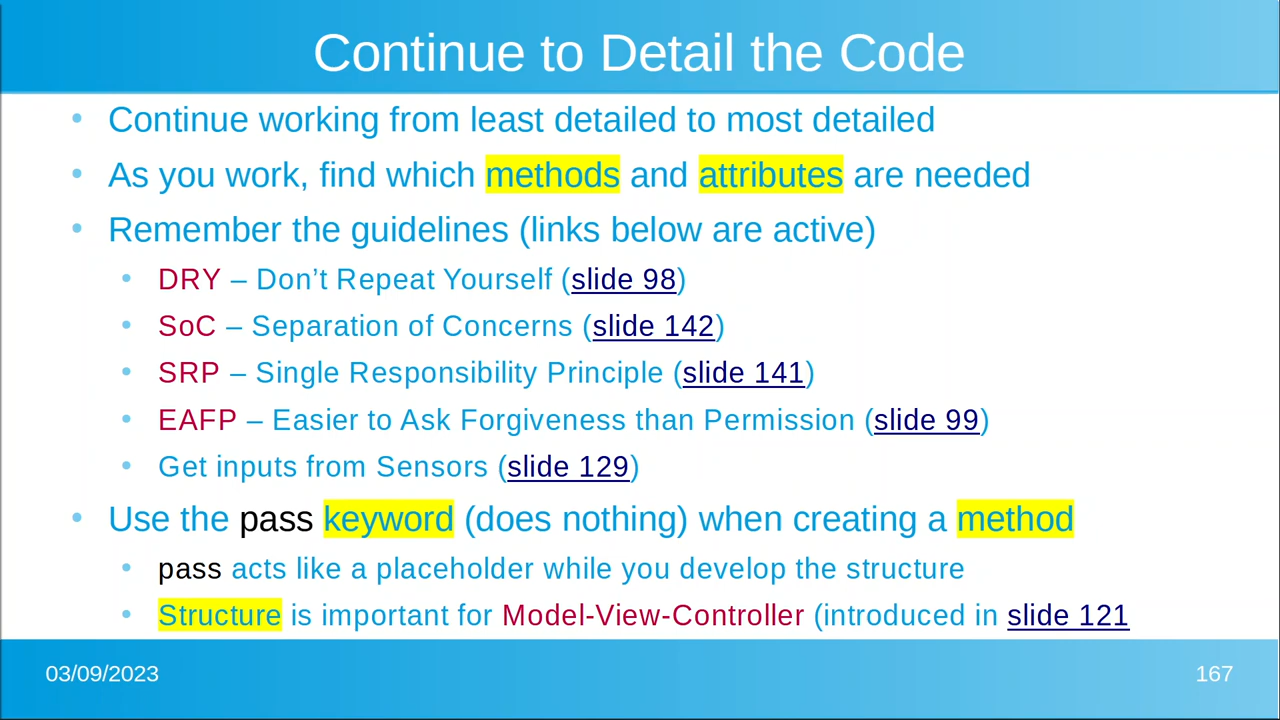 Continue to Detail the Code
• Continue working from least detailed to most detailed
• As you work, find which methods and attributes are needed
• Remember the guidelines (links below are active)
• DRY – Don’t Repeat Yourself (slide 98)
• SoC – Separation of Concerns (slide 142)
• SRP – Single Responsibility Principle (slide 141)
• EAFP – Easier to Ask Forgiveness than Permission (slide 99)
• Get inputs from Sensors (slide 129)
• Use the pass keyword (does nothing) when creating a method
• pass acts like a placeholder while you develop the structure
• Structure is important for Model-View-Controller (introduced in slide 121
03/09/2023
167